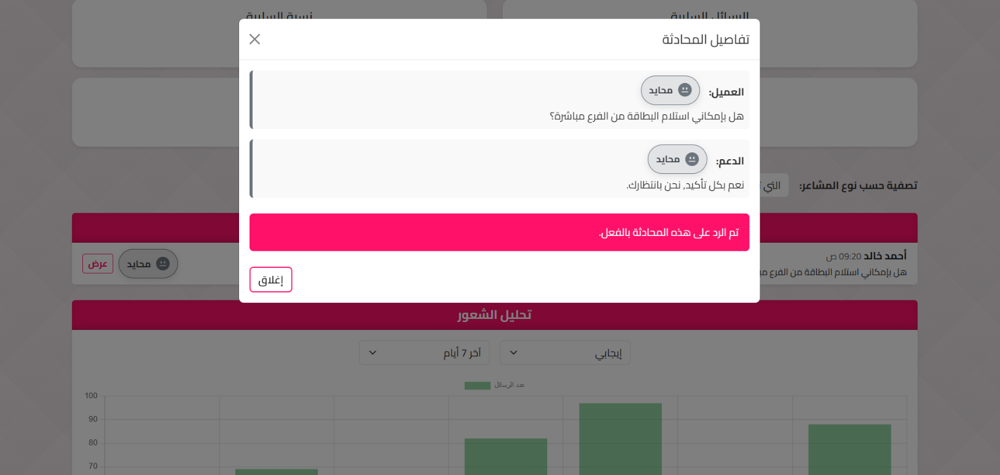 الرسائل السلبية
نسبة السلبية
تفاصيل المحادثة
العميل: محايد
هل بإمكاني استلام البطاقة من الفرع مباشرة؟
الدعم: محايد
نعم بكل تأكيد, نحن بانتظارك.
تم الرد على هذه المحادثة بالفعل.
إغلاق
تصفية حسب نوع المشاعر: التي
أحمد خالد 09:20 ص
هل بإمكاني استلام البطاقة من الفرع
محايد
عرض
تحليل الشعور
إيجابي
آخر 7 أيام
عدد الرسائل
100
90
80
70